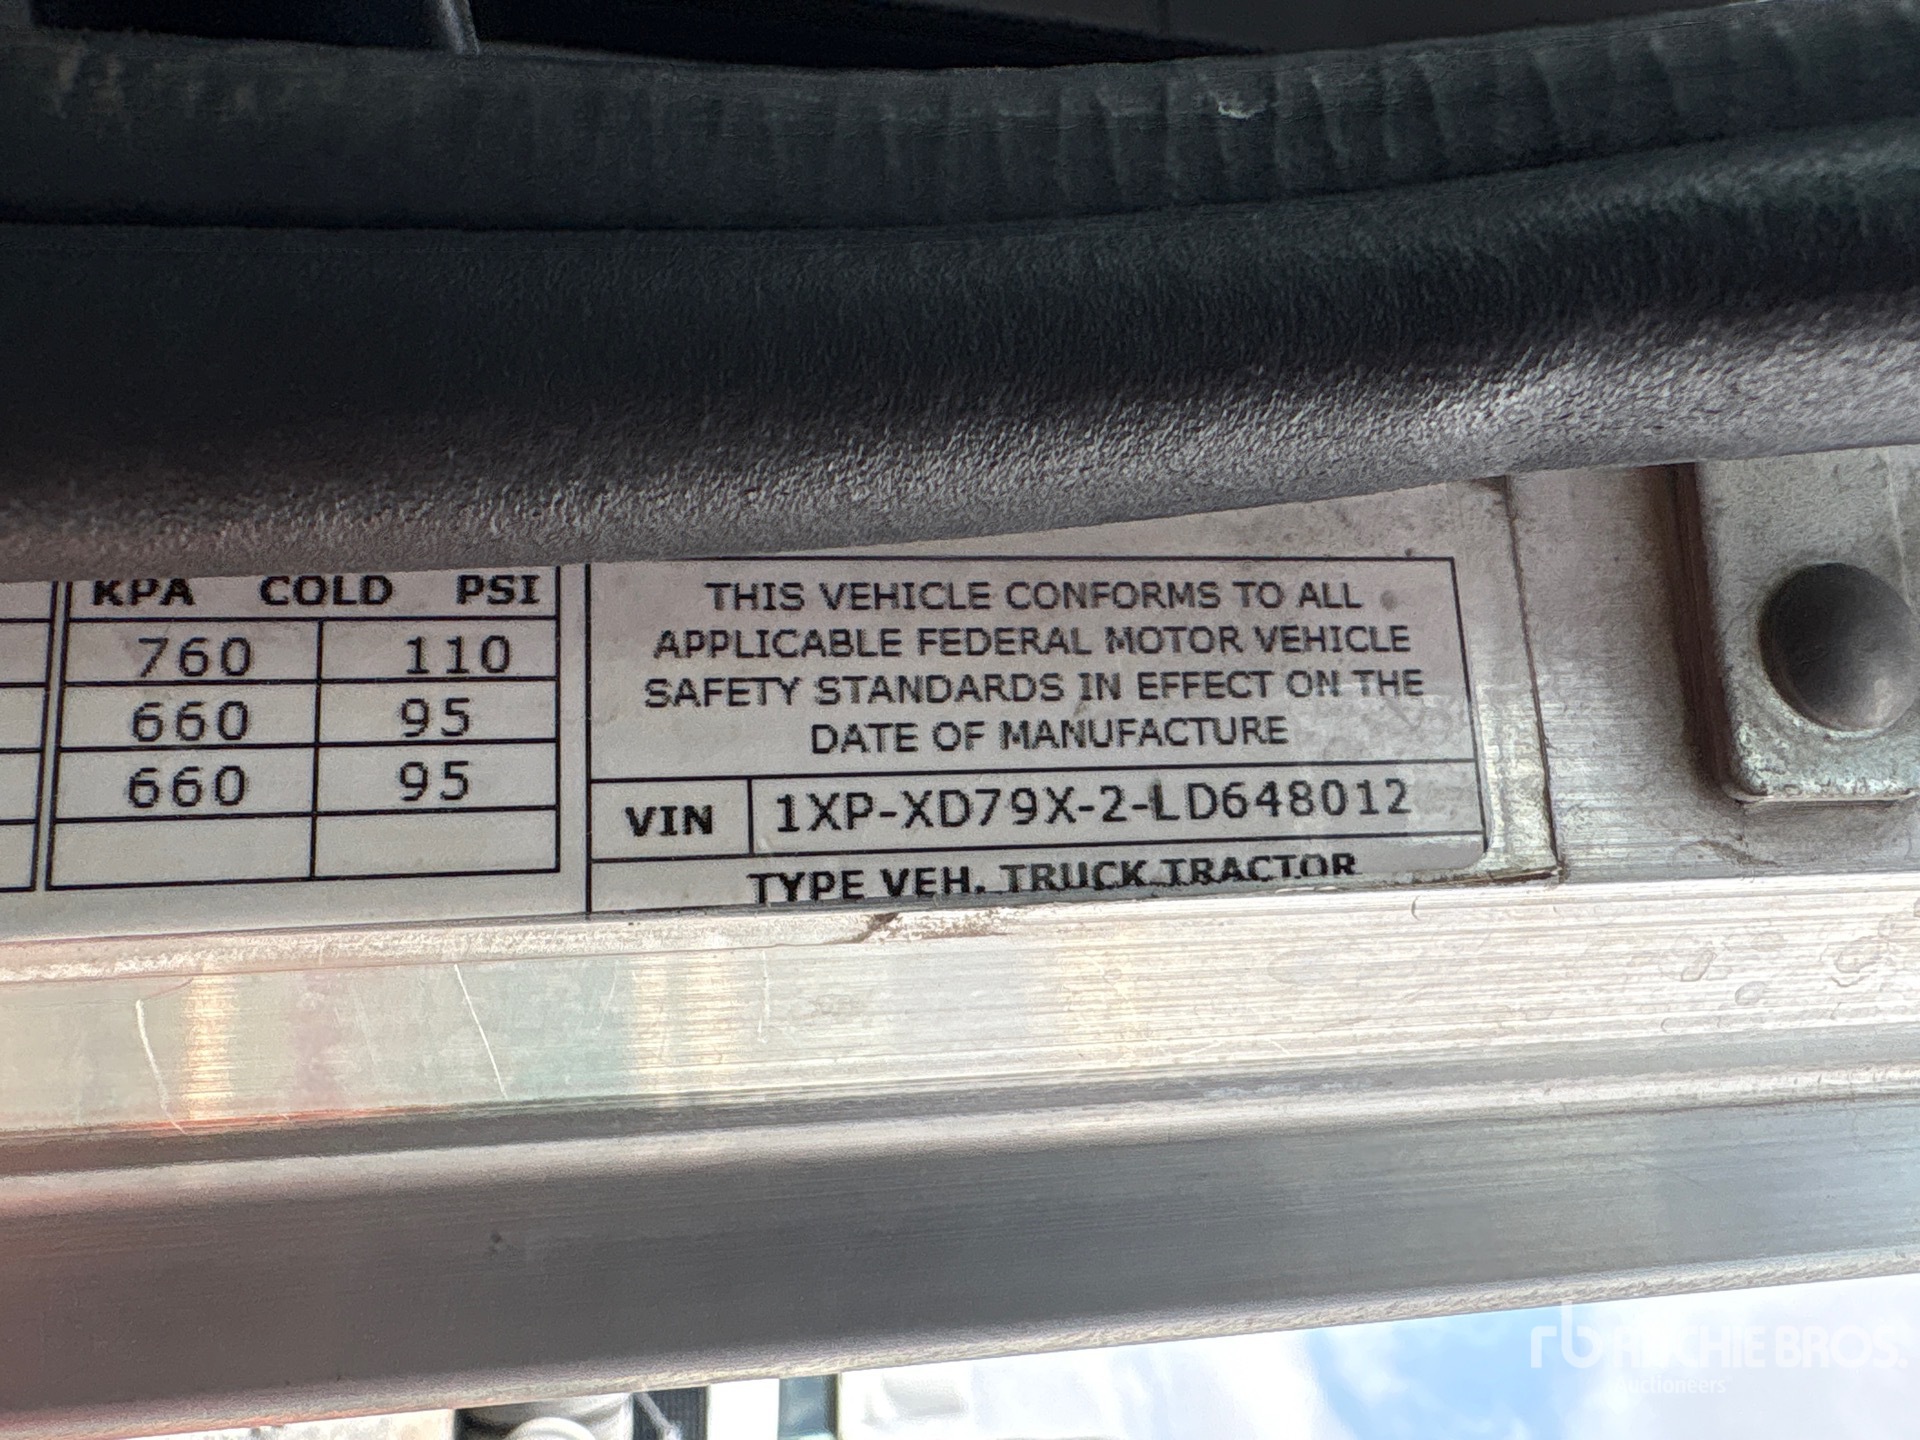 KPA COLD PSI
760 110
660 95
660 95
THIS VEHICLE CONFORMS TO ALL
APPLICABLE FEDERAL MOTOR VEHICLE
SAFETY STANDARDS IN EFFECT ON THE
DATE OF MANUFACTURE
VIN 1XP-XD79X-2-LD648012
TYPE VEH. TRUCK TRACTOR
rb RITCHIE BROS.
Auctioneers